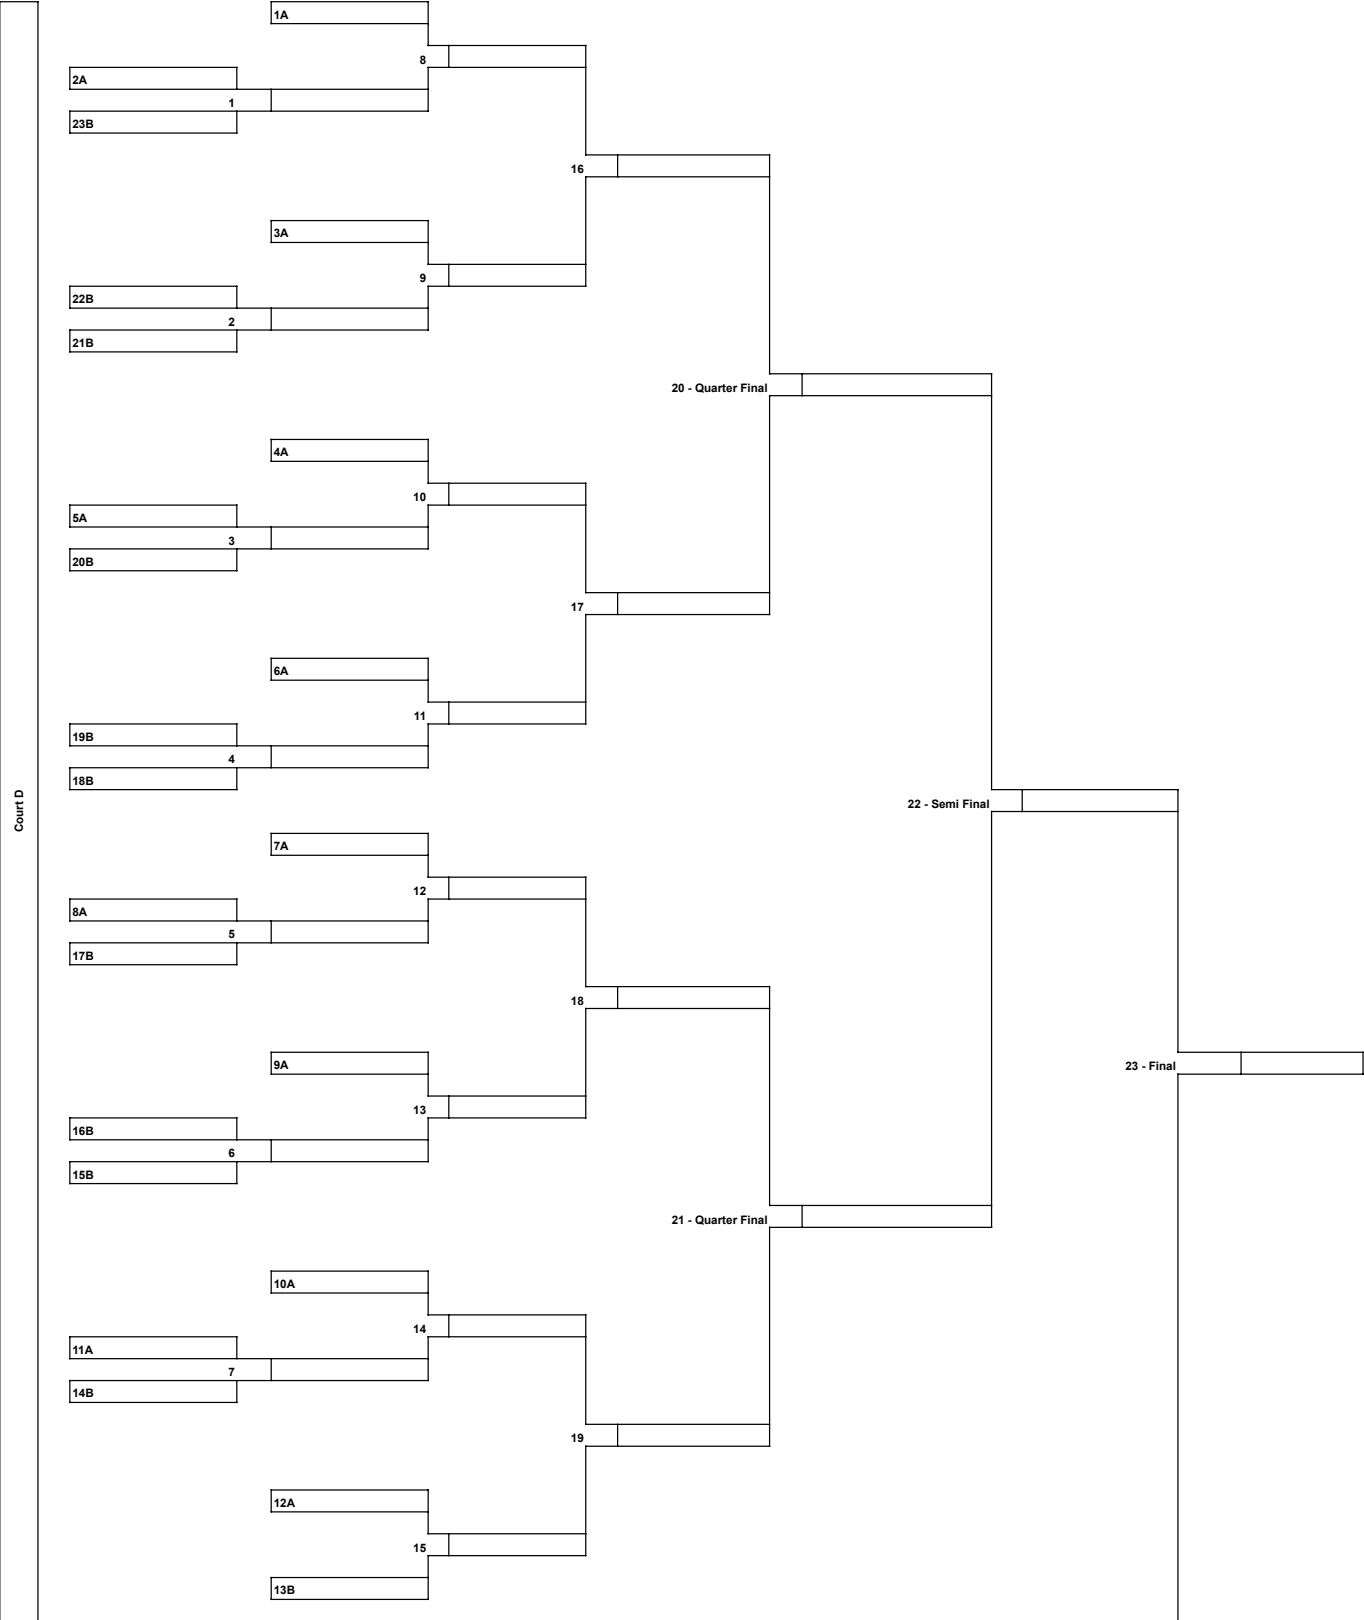 1A
8
2A
1
23B
16
3A
9
22B
2
21B
20 - Quarter Final
4A
10
5A
3
20B
17
6A
11
19B
4
18B
Court D
22 - Semi Final
7A
12
8A
5
17B
18
9A
23 - Final
13
16B
6
15B
21 - Quarter Final
10A
14
11A
7
14B
19
12A
15
13B